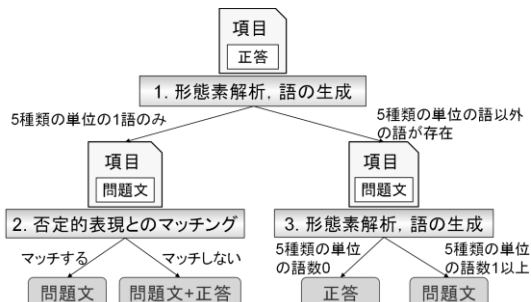 項目
正答
1. 形態素解析, 語の生成
5種類の単位の1語のみ
5種類の単位の語以外
の語が存在
項目
問題文
項目
問題文
2. 否定的表現とのマッチング
3. 形態素解析, 語の生成
マッチする
マッチしない
5種類の単位
の語数0
5種類の単位
の語数1以上
問題文
問題文+正答
正答
問題文